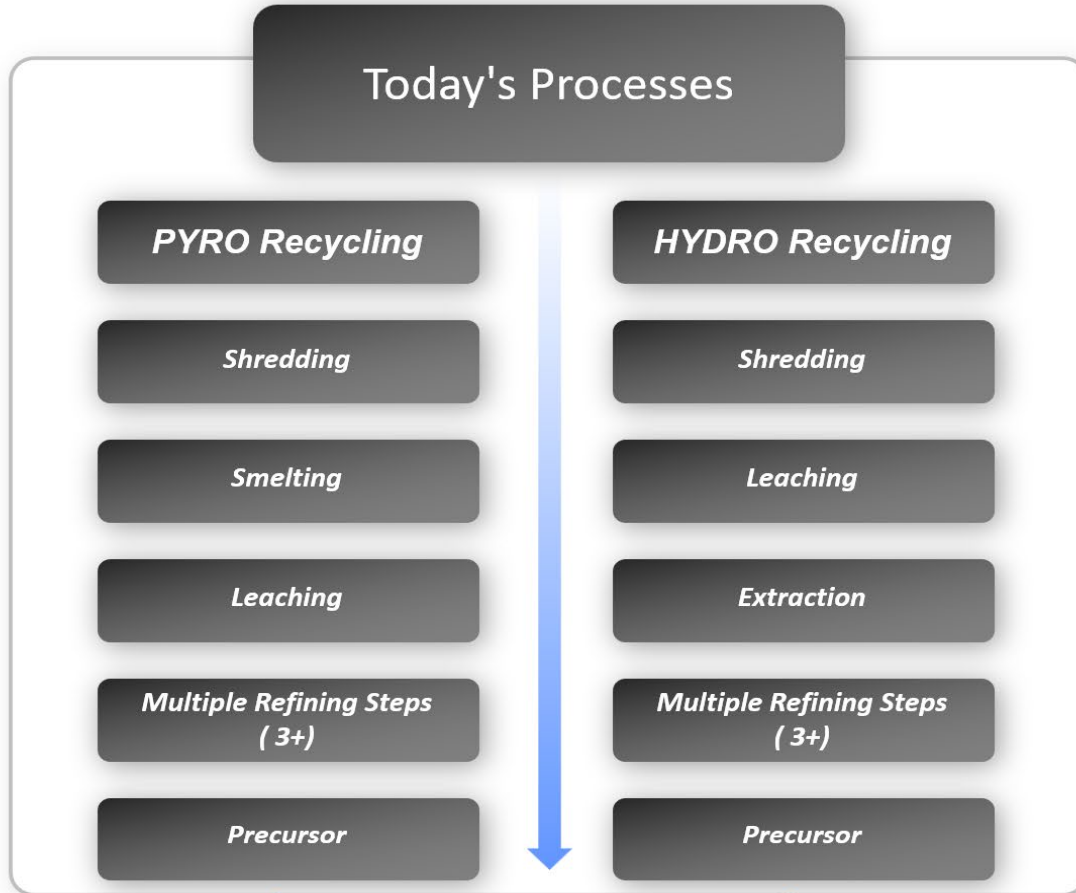 Today's Processes
PYRO Recycling
Shredding
Smelting
Leaching
Multiple Refining Steps
( 3+)
Precursor
HYDRO Recycling
Shredding
Leaching
Extraction
Multiple Refining Steps
( 3+)
Precursor